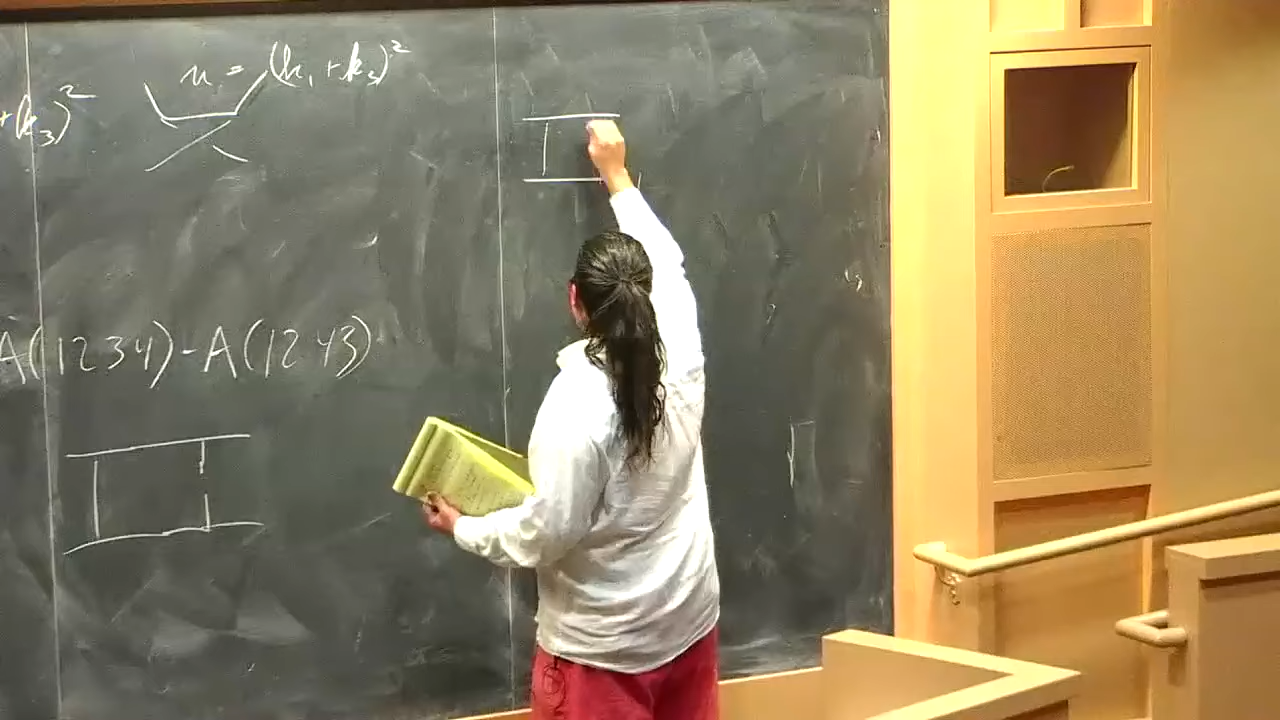 u = (k₁ + k₃)²
+k₃)²
A(1234) - A(1243)